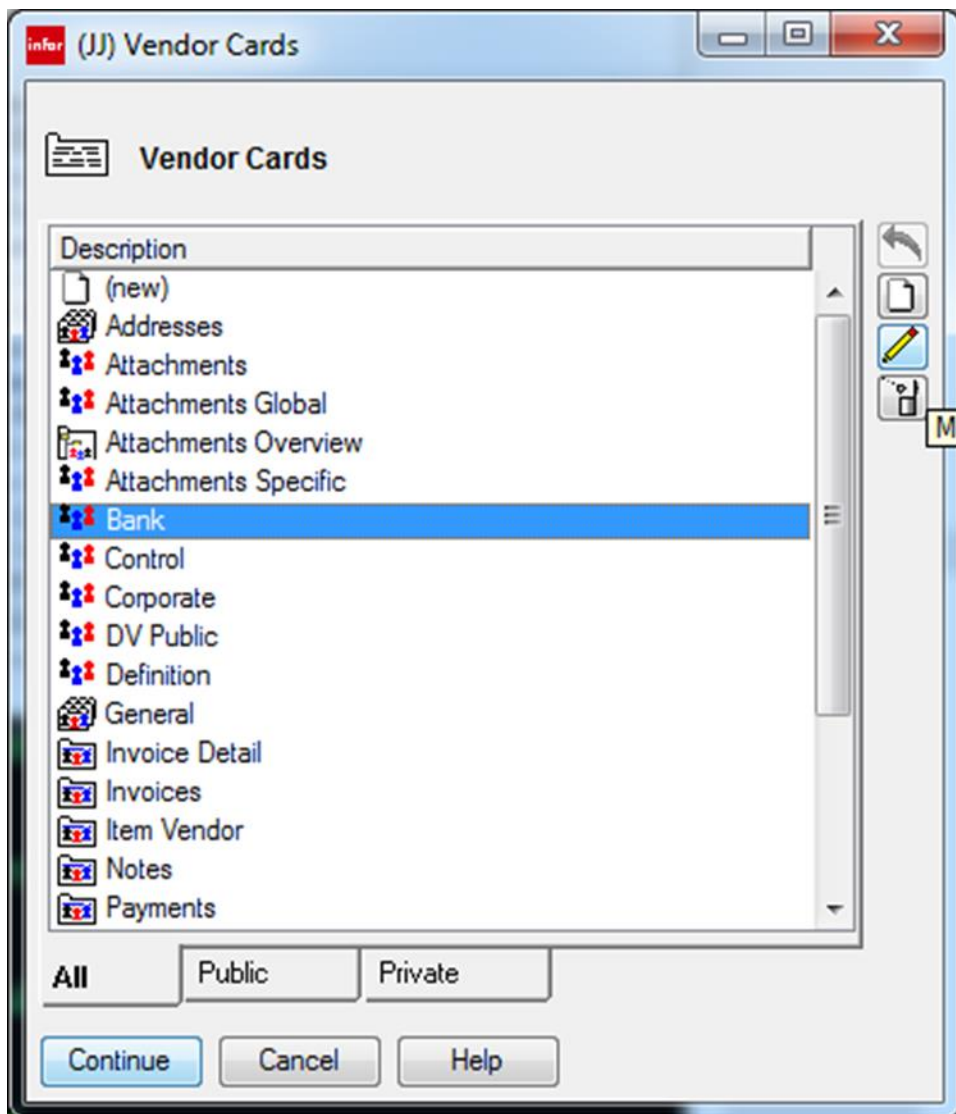 infor (JJ) Vendor Cards
Vendor Cards
Description
(new)
Addresses
Attachments
Attachments Global
Attachments Overview
Attachments Specific
Bank
Control
Corporate
DV Public
Definition
General
Invoice Detail
Invoices
Item Vendor
Notes
Payments
M
All Public Private
Continue Cancel Help